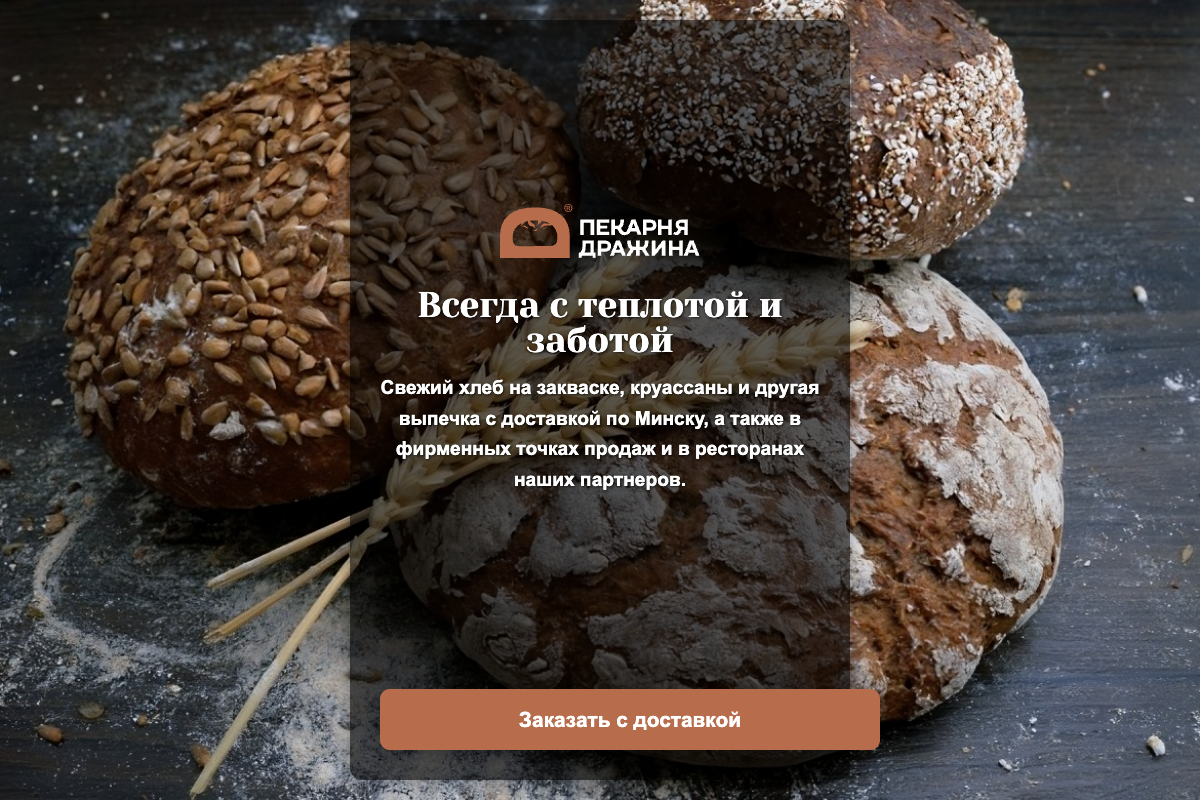 ®
ПЕКАРНЯ
ДРАЖИНА
Всегда с теплотой и
заботой
Свежий хлеб на закваске, круассаны и другая
выпечка с доставкой по Минску, а также в
фирменных точках продаж и в ресторанах
наших партнеров.
Заказать с доставкой